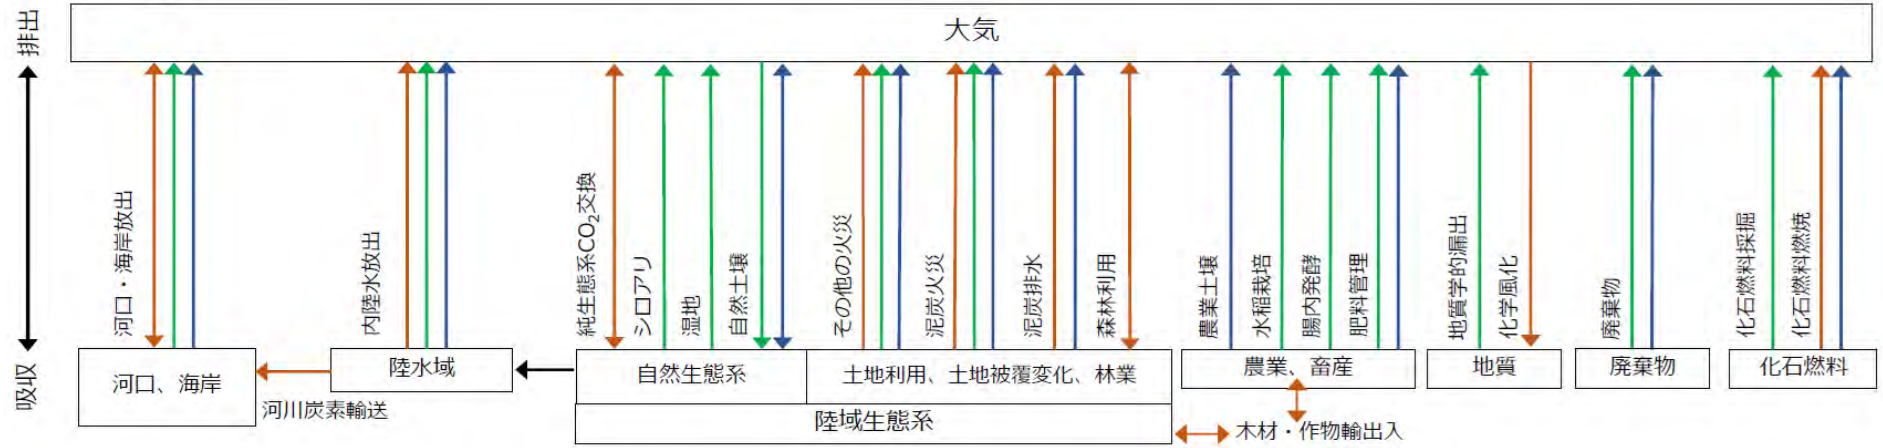 大気
排出
吸収
河口・海岸放出
内陸水放出
純生態系CO₂交換
シロアリ
湿地
自然土壌
その他の火災
泥炭火災
泥炭排水
森林利用
農業土壌
水稲栽培
腸内発酵
肥料管理
地質学的漏出
化学風化
廃棄物
化石燃料採掘
化石燃料燃焼
河口、海岸
河川炭素輸送
陸水域
自然生態系
土地利用、土地被覆変化、林業
陸域生態系
農業、畜産
木材・作物輸出入
地質
廃棄物
化石燃料